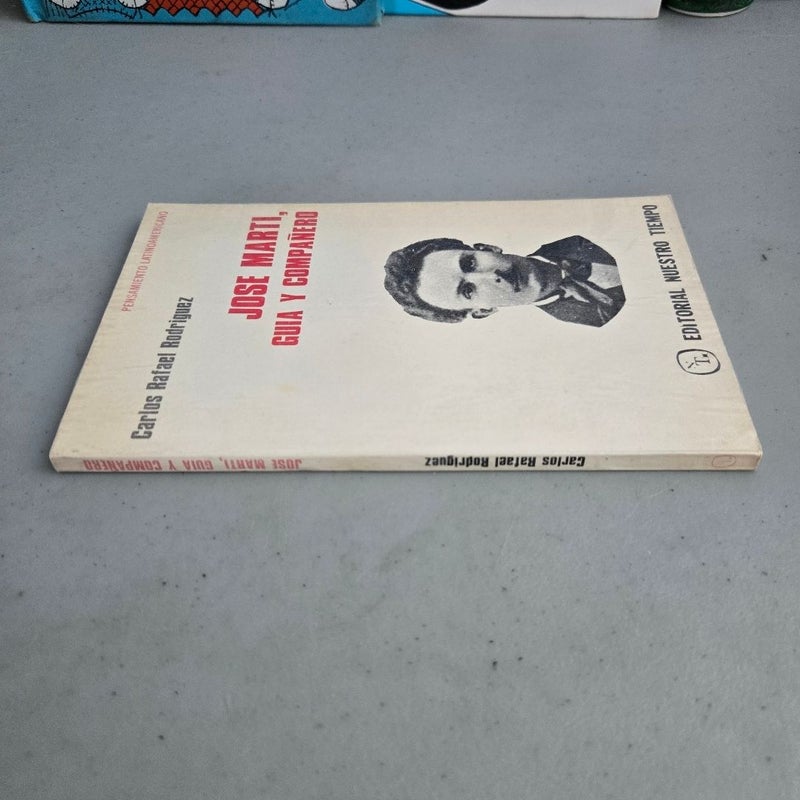 PENSAMIENTO LATINOAMERICANO
Carlos Rafael Rodríguez
JOSE MARTI,
GUIA Y COMPAÑERO
EDITORIAL NUESTRO TIEMPO
JOSE MARTI, GUIA Y COMPAÑERO
Carlos Rafael Rodríguez